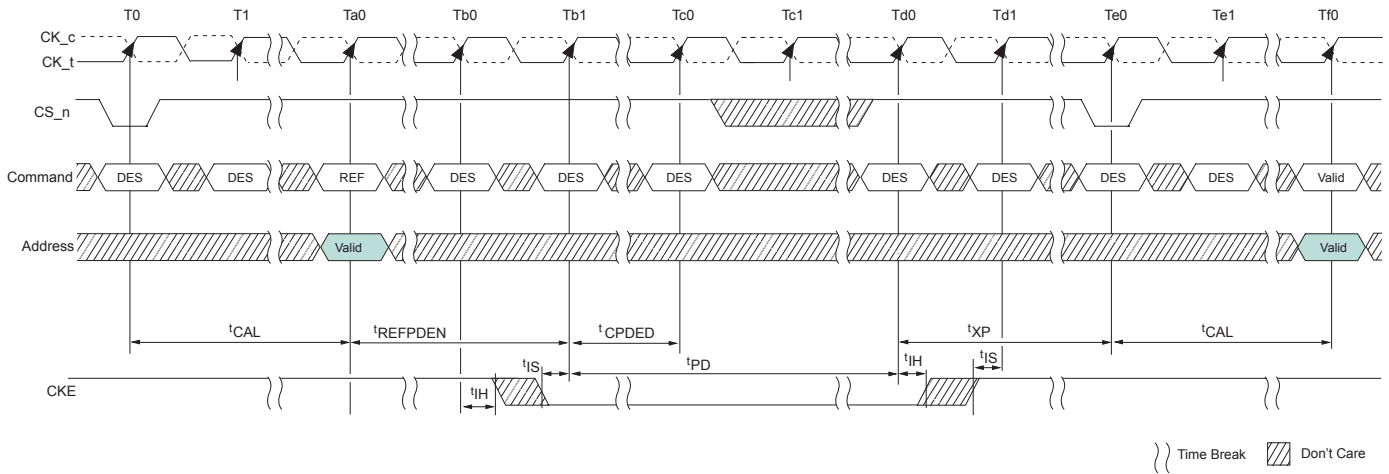 T0 T1 Ta0 Tb0 Tb1 Tc0 Tc1 Td0 Td1 Te0 Te1 Tf0
CK_c
CK_t
CS_n
Command DES DES REF DES DES DES DES DES DES DES Valid
Address Valid Valid
tCAL tREFPDEN tCPDED tXP tCAL
tIS tPD tIH tIS
CKE tIH
Time Break Don't Care